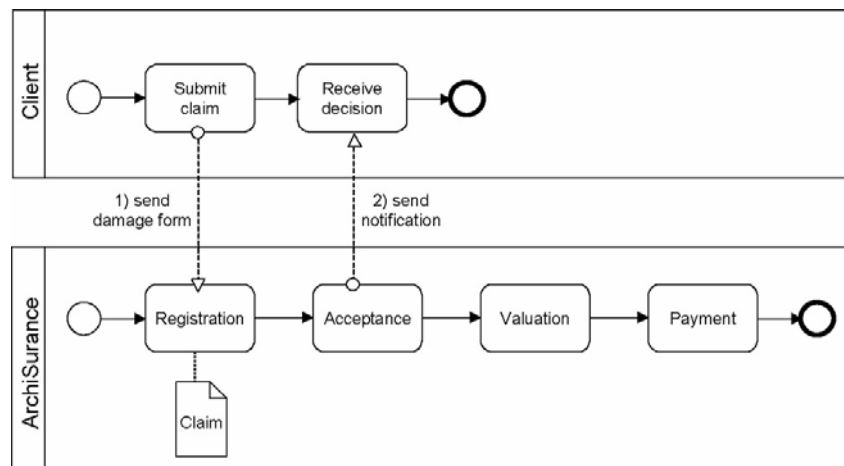 Client
Submit
claim
Receive
decision
1) send
damage form
2) send
notification
ArchiSurance
Registration
Acceptance
Valuation
Payment
Claim